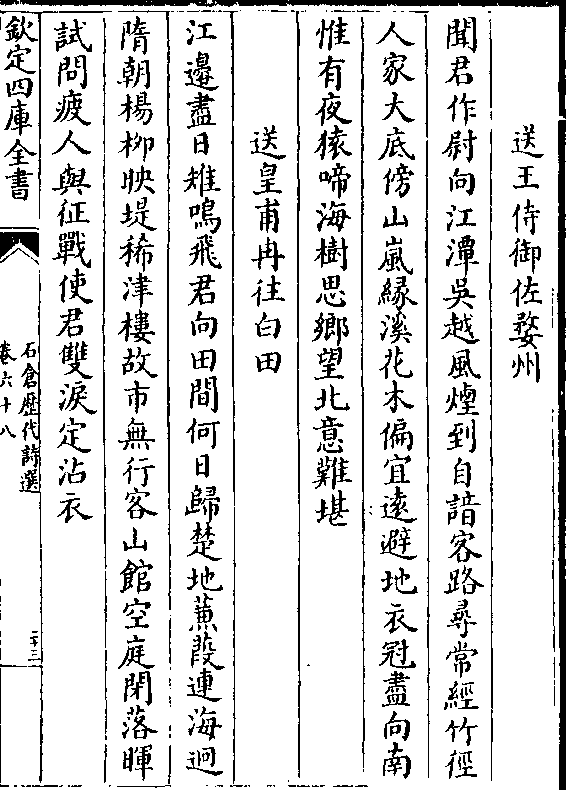 送王侍御佐婺州
聞君作尉向江潭吳越風煙到自諳客路尋常經竹徑
人家大底傍山嵐緣溪花木偏宜逺避地衣冠盡向南
惟有夜猿啼海樹思鄉望北意難堪
送皇甫冉往白田
江邉盡日雉鳴飛君向田間何日歸楚地蒹葭連海迥
隋朝楊柳映堤稀津樓故市無行客山館空庭閉落暉
試問疲人與征戰使君雙淚定沾衣
欽定四庫全書
石倉歴代詩選
卷六十八
二十三